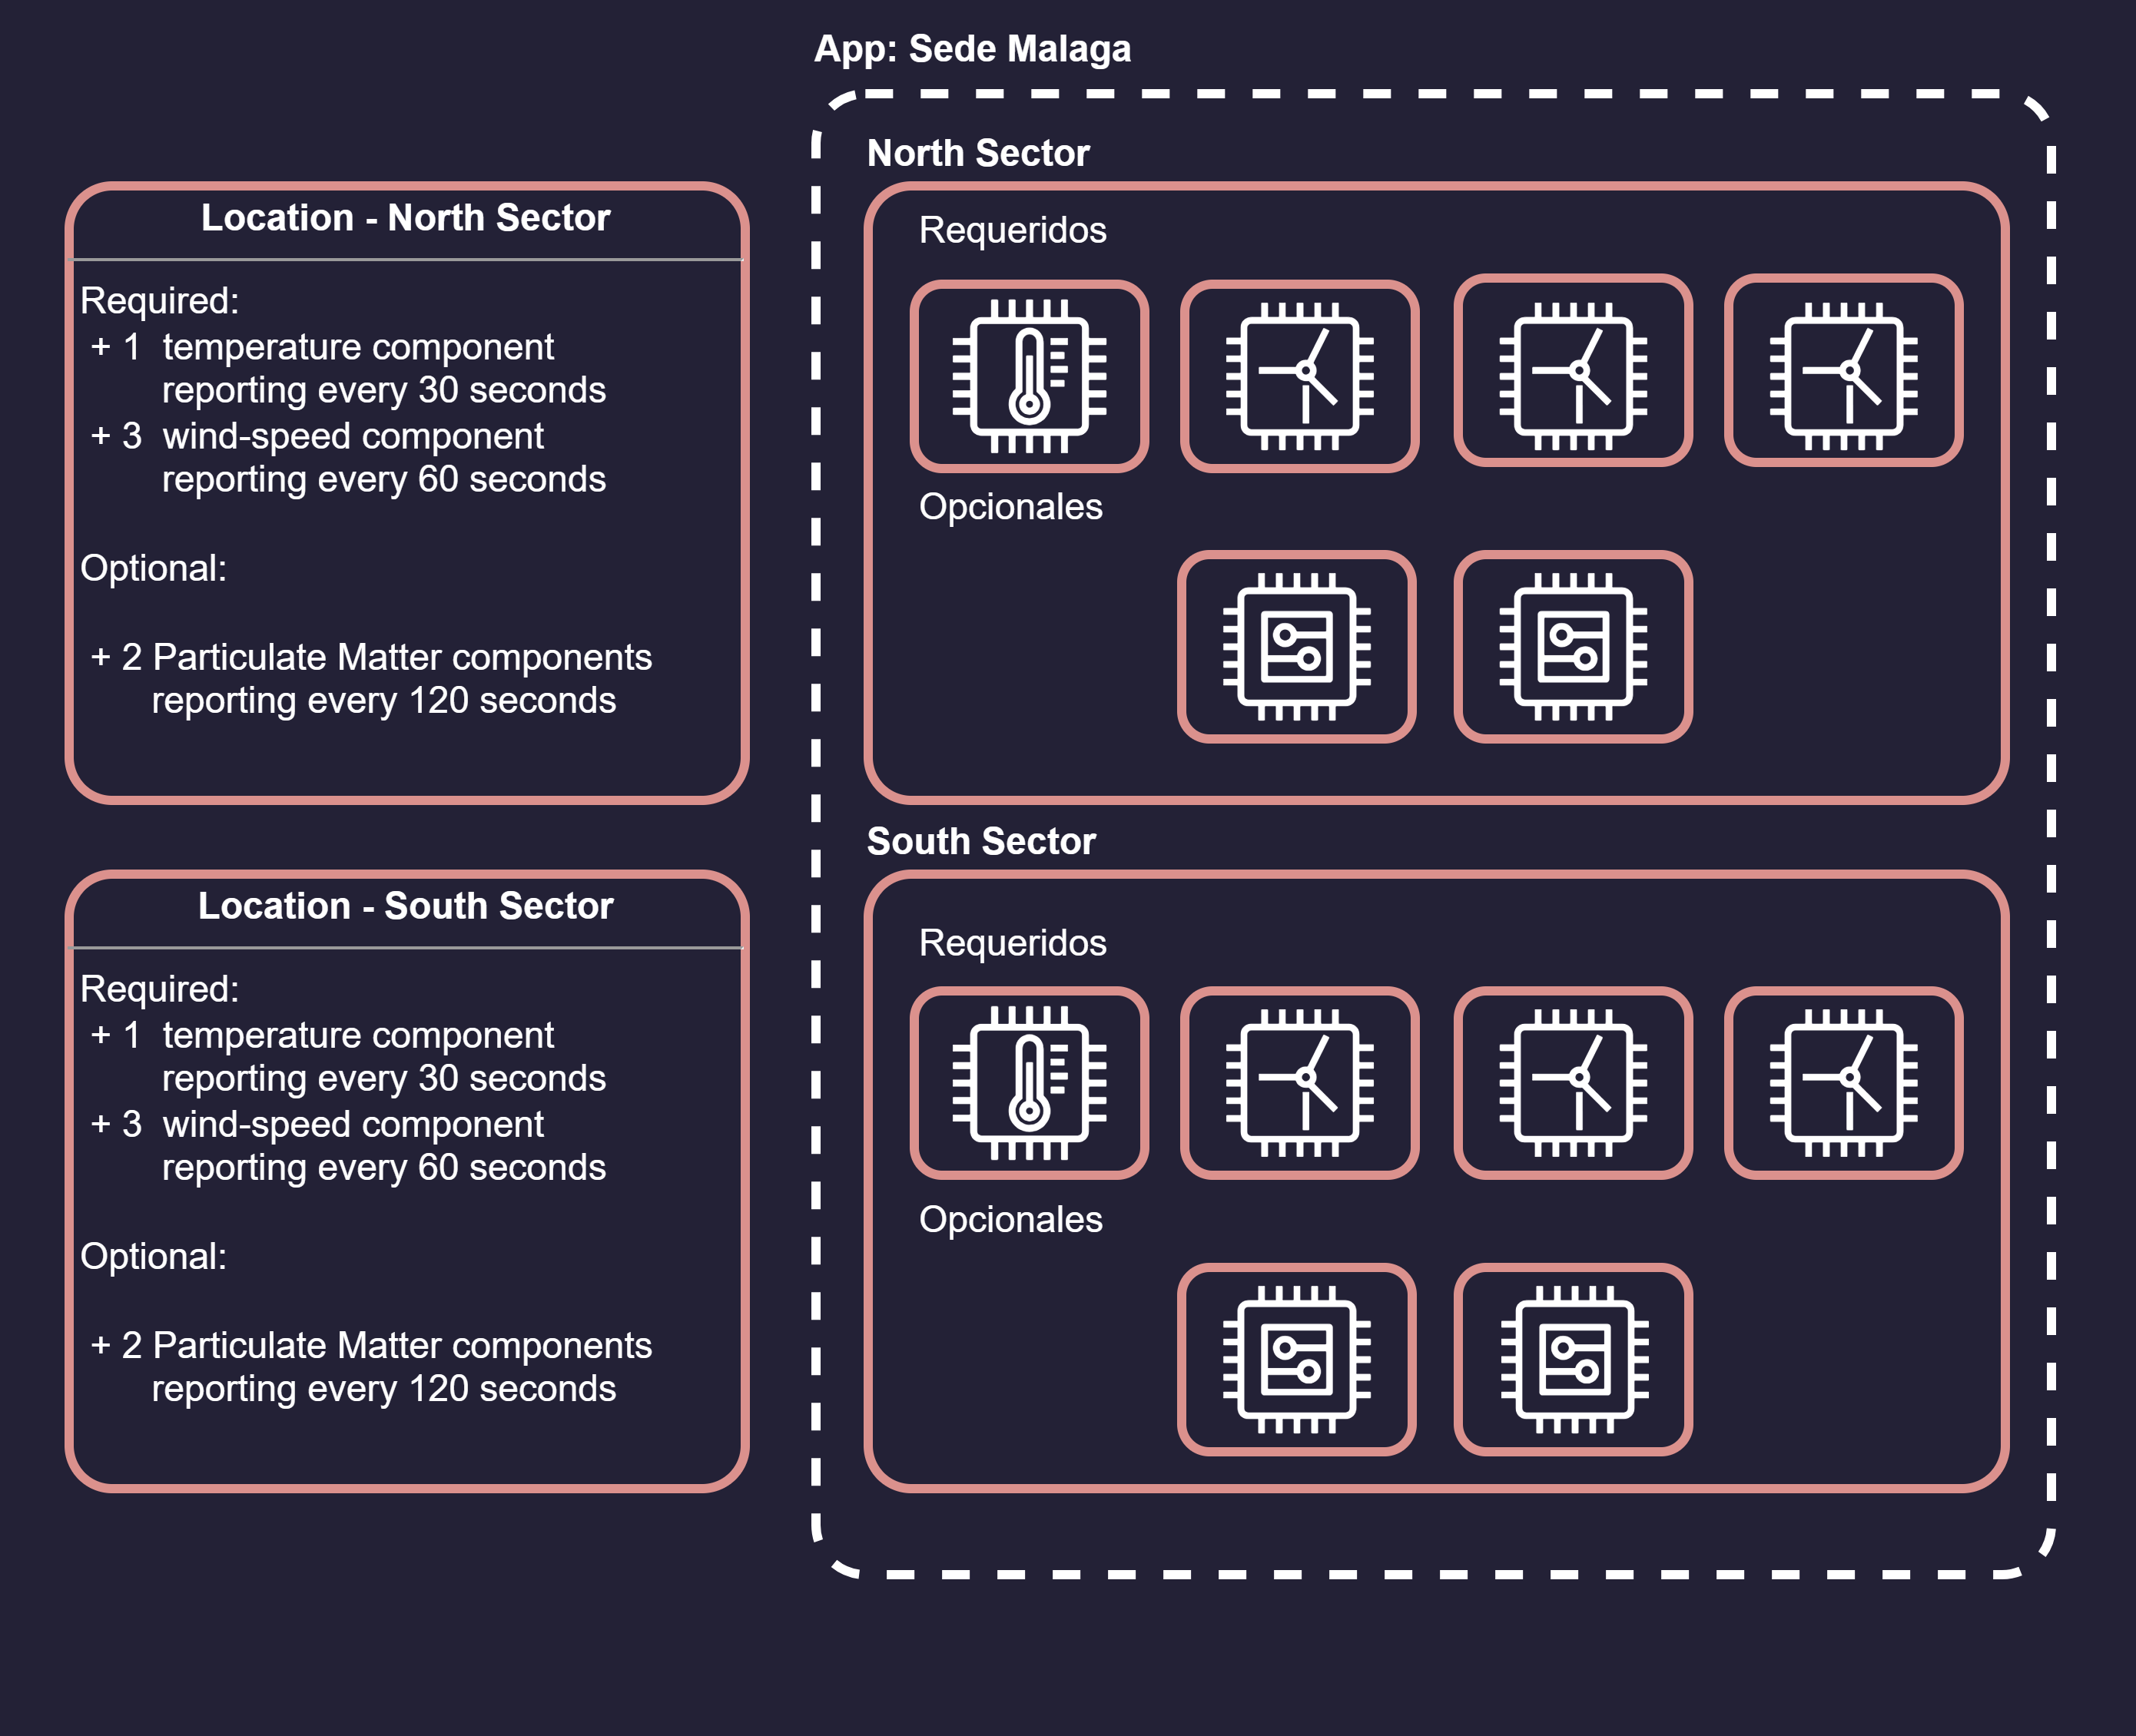 App: Sede Malaga
North Sector
Location - North Sector
Required:
+ 1 temperature component
reporting every 30 seconds
+ 3 wind-speed component
reporting every 60 seconds
Optional:
+ 2 Particulate Matter components
reporting every 120 seconds
Requeridos
Opcionales
South Sector
Location - South Sector
Required:
+ 1 temperature component
reporting every 30 seconds
+ 3 wind-speed component
reporting every 60 seconds
Optional:
+ 2 Particulate Matter components
reporting every 120 seconds
Requeridos
Opcionales